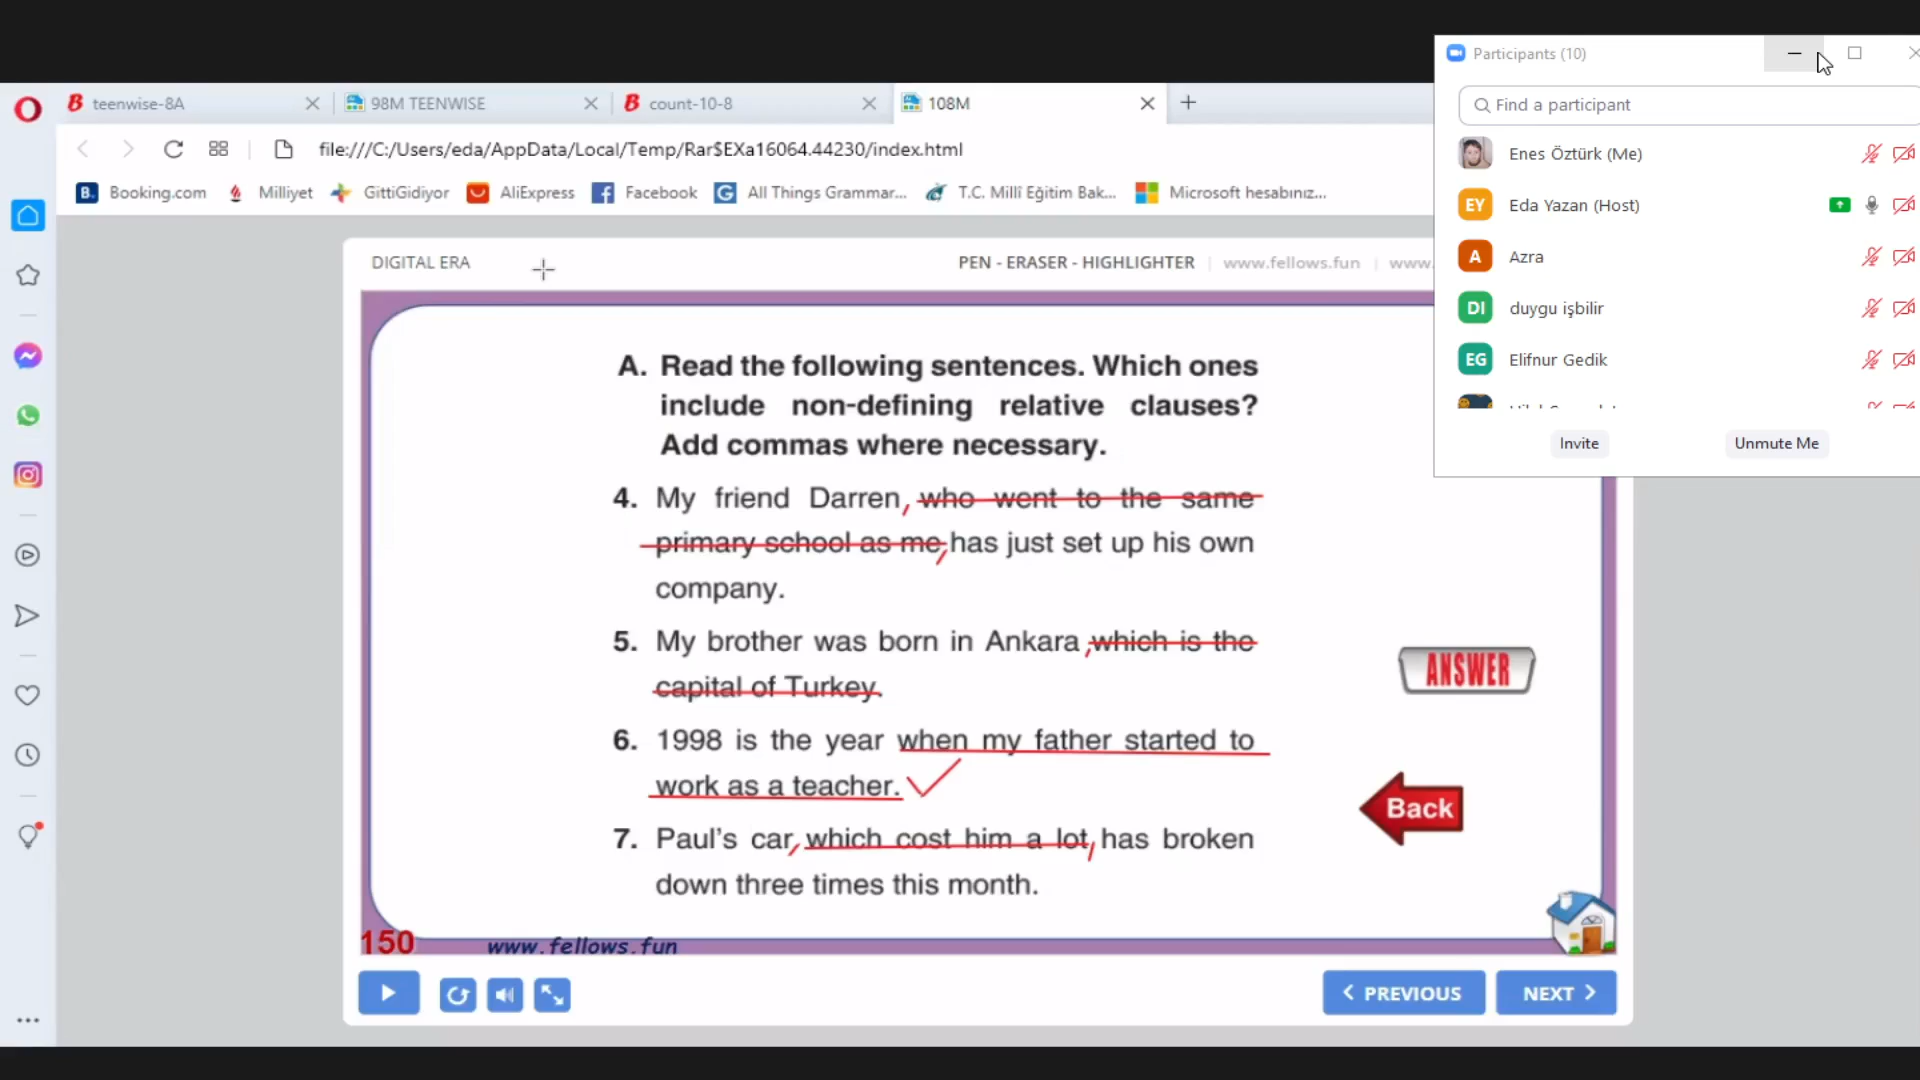 Participants (10)
teenwise-8A
98M TEENWISE
count-10-8
108M
Find a participant
file:///C:/Users/eda/AppData/Local/Temp/Rar$EXa16064.44230/index.html
Enes Öztürk (Me)
B. Booking.com
Milliyet
GittiGidiyor
AliExpress
Facebook
All Things Grammar...
T.C. Millî Eğitim Bak...
Microsoft hesabınız...
EY Eda Yazan (Host)
A Azra
DI duygu işbilir
EG Elifnur Gedik
Invite
Unmute Me
DIGITAL ERA
PEN - ERASER - HIGHLIGHTER
www.fellows.fun
www.
A. Read the following sentences. Which ones
include non-defining relative clauses?
Add commas where necessary.
4. My friend Darren, who went to the same
primary school as me, has just set up his own
company.
5. My brother was born in Ankara ,which is the
capital of Turkey.
6. 1998 is the year when my father started to
work as a teacher.
7. Paul's car, which cost him a lot, has broken
down three times this month.
ANSWER
Back
150
www.fellows.fun
PREVIOUS
NEXT